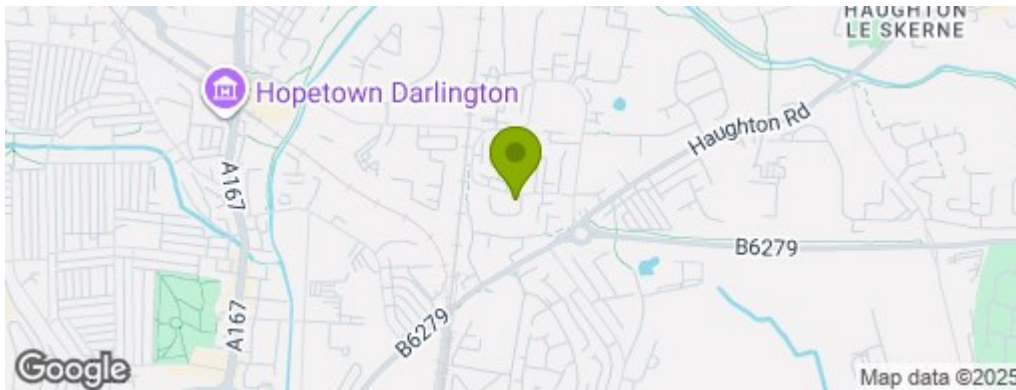 HAUGHTON
LE SKERNE
Hopetown Darlington
Haughton Rd
A167
B6279
A167
B6279
Google
Map data ©2025